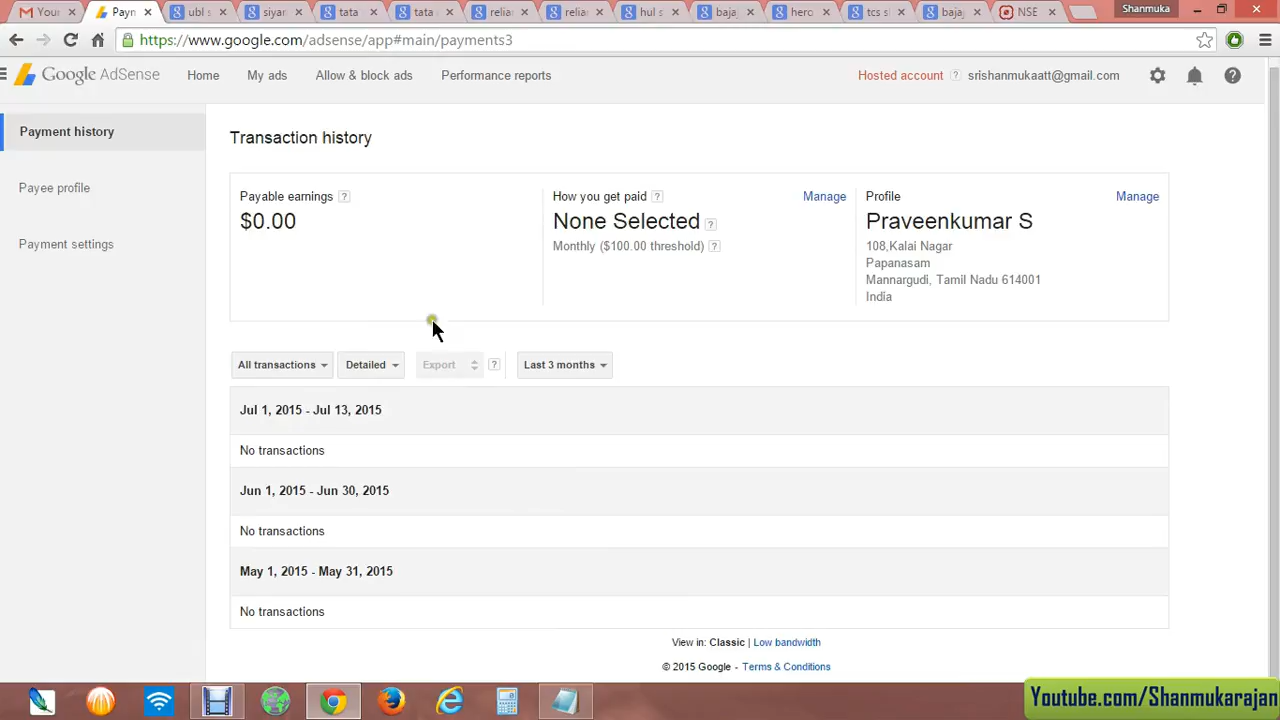 Your
Payn
ubl s
siyar
tata
tata
relian
relia
hul s
bajaj
hero
tcs si
bajaj
NSE
Shanmuka
https://www.google.com/adsense/app#main/payments3
Google AdSense
Home
My ads
Allow & block ads
Performance reports
Hosted account ?
srishanmukaatt@gmail.com
Payment history
Payee profile
Payment settings
Transaction history
Payable earnings ?
$0.00
How you get paid ?
Manage
None Selected ?
Monthly ($100.00 threshold) ?
Profile
Manage
Praveenkumar S
108,Kalai Nagar
Papanasam
Mannargudi, Tamil Nadu 614001
India
All transactions
Detailed
Export
?
Last 3 months
Jul 1, 2015 - Jul 13, 2015
No transactions
Jun 1, 2015 - Jun 30, 2015
No transactions
May 1, 2015 - May 31, 2015
No transactions
View in: Classic | Low bandwidth
© 2015 Google - Terms & Conditions
Youtube.com/Shanmukarajan